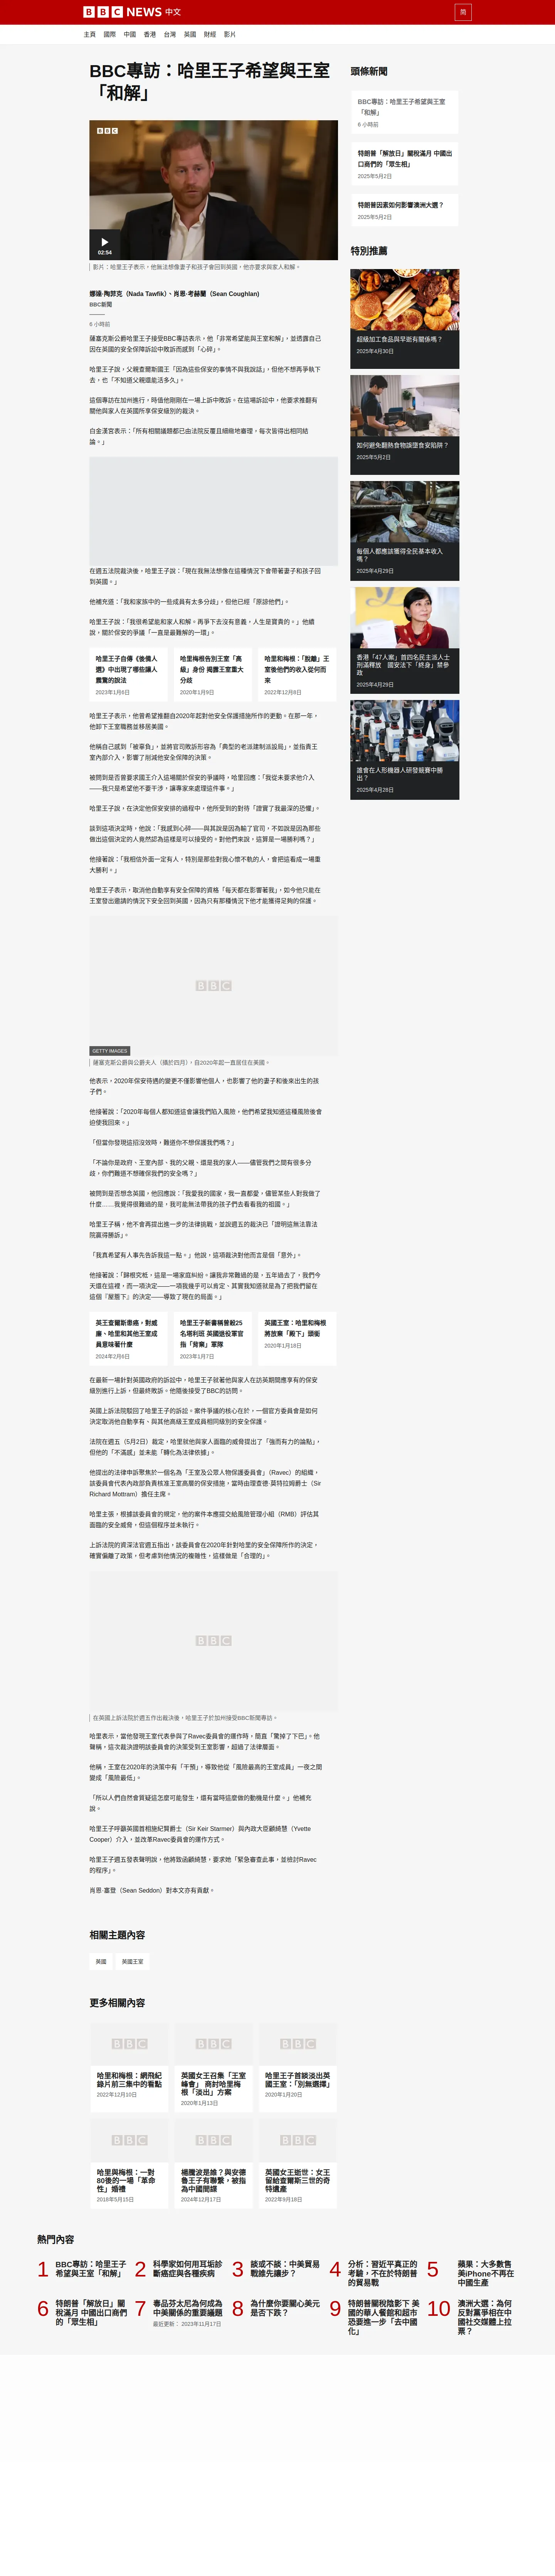 BBC NEWS 中文
简
主頁 國際 中國 香港 台灣 英國 財經 影片
BBC專訪：哈里王子希望與王室
「和解」
BBC
02:54
影片：哈里王子表示，他無法想像妻子和孩子會回到英國，他亦要求與家人和解。
娜達·陶菲克（Nada Tawfik）、肖恩·考赫蘭（Sean Coughlan)
BBC新聞
6 小時前
薩塞克斯公爵哈里王子接受BBC專訪表示，他「非常希望能與王室和解」，並透露自己
因在英國的安全保障訴訟中敗訴而感到「心碎」。
哈里王子說，父親查爾斯國王「因為這些保安的事情不與我說話」，但他不想再爭執下
去，也「不知道父親還能活多久」。
這個專訪在加州進行，時值他剛剛在一場上訴中敗訴。在這場訴訟中，他要求推翻有
關他與家人在英國所享保安級別的裁決。
白金漢宮表示：「所有相關議題都已由法院反覆且細緻地審理，每次皆得出相同結
論。」
在週五法院裁決後，哈里王子說：「現在我無法想像在這種情況下會帶著妻子和孩子回
到英國。」
他補充道：「我和家族中的一些成員有太多分歧」，但他已經「原諒他們」。
哈里王子說：「我很希望能和家人和解。再爭下去沒有意義，人生是寶貴的。」他續
說，關於保安的爭議「一直是最難解的一環」。
哈里王子自傳《後備人
選》中出現了哪些讓人
震驚的說法
2023年1月6日
哈里梅根告別王室「高
級」身份 揭露王室重大
分歧
2020年1月9日
哈里和梅根：「脫離」王
室後他們的收入從何而
來
2022年12月8日
哈里王子表示，他曾希望推翻自2020年起對他安全保護措施所作的更動。在那一年，
他卸下王室職務並移居美國。
他稱自己感到「被辜負」，並將官司敗訴形容為「典型的老派建制派設局」，並指責王
室內部介入，影響了削減他安全保障的決策。
被問到是否曾要求國王介入這場關於保安的爭議時，哈里回應：「我從未要求他介入
——我只是希望他不要干涉，讓專家來處理這件事。」
哈里王子說，在決定他保安安排的過程中，他所受到的對待「證實了我最深的恐懼」。
談到這項決定時，他說：「我感到心碎——與其說是因為輸了官司，不如說是因為那些
做出這個決定的人竟然認為這樣是可以接受的。對他們來說，這算是一場勝利嗎？」
他接著說：「我相信外面一定有人，特別是那些對我心懷不軌的人，會把這看成一場重
大勝利。」
哈里王子表示，取消他自動享有安全保障的資格「每天都在影響著我」，如今他只能在
王室發出邀請的情況下安全回到英國，因為只有那種情況下他才能獲得足夠的保護。
BBC
GETTY IMAGES
薩塞克斯公爵與公爵夫人（攝於四月），自2020年起一直居住在美國。
他表示，2020年保安待遇的變更不僅影響他個人，也影響了他的妻子和後來出生的孩
子們。
他接著說：「2020年每個人都知道這會讓我們陷入風險，他們希望我知道這種風險後會
迫使我回來。」
「但當你發現這招沒效時，難道你不想保護我們嗎？」
「不論你是政府、王室內部、我的父親、還是我的家人——儘管我們之間有很多分
歧，你們難道不想確保我們的安全嗎？」
被問到是否想念英國，他回應說：「我愛我的國家，我一直都愛，儘管某些人對我做了
什麼……我覺得很難過的是，我可能無法帶我的孩子們去看看我的祖國。」
哈里王子稱，他不會再提出進一步的法律挑戰，並說週五的裁決已「證明這無法靠法
院贏得勝訴」。
「我真希望有人事先告訴我這一點。」他說，這項裁決對他而言是個「意外」。
他接著說：「歸根究柢，這是一場家庭糾紛。讓我非常難過的是，五年過去了，我們今
天還在這裡，而一項決定——一項我幾乎可以肯定、其實我知道就是為了把我們留在
這個『屋簷下』的決定——導致了現在的局面。」
英王查爾斯患癌，對威
廉、哈里和其他王室成
員意味著什麼
2024年2月6日
哈里王子新書稱曾殺25
名塔利班 英國退役軍官
指「背棄」軍隊
2023年1月7日
英國王室：哈里和梅根
將放棄「殿下」頭銜
2020年1月18日
在最新一場針對英國政府的訴訟中，哈里王子就著他與家人在訪英期間應享有的保安
級別進行上訴，但最終敗訴。他隨後接受了BBC的訪問。
英國上訴法院駁回了哈里王子的訴訟。案件爭議的核心在於，一個官方委員會是如何
決定取消他自動享有、與其他高級王室成員相同級別的安全保護。
法院在週五（5月2日）裁定，哈里就他與家人面臨的威脅提出了「強而有力的論點」，
但他的「不滿感」並未能「轉化為法律依據」。
他提出的法律申訴聚焦於一個名為「王室及公眾人物保護委員會」（Ravec）的組織，
該委員會代表內政部負責核准王室高層的保安措施，當時由理查德·莫特拉姆爵士（Sir
Richard Mottram）擔任主席。
哈里主張，根據該委員會的規定，他的案件本應提交給風險管理小組（RMB）評估其
面臨的安全威脅，但這個程序並未執行。
上訴法院的資深法官週五指出，該委員會在2020年針對哈里的安全保障所作的決定，
確實偏離了政策，但考慮到他情況的複雜性，這樣做是「合理的」。
BBC
在英國上訴法院於週五作出裁決後，哈里王子於加州接受BBC新聞專訪。
哈里表示，當他發現王室代表參與了Ravec委員會的運作時，簡直「驚掉了下巴」。他
聲稱，這次裁決證明該委員會的決策受到王室影響，超過了法律層面。
他稱，王室在2020年的決策中有「干預」，導致他從「風險最高的王室成員」一夜之間
變成「風險最低」。
「所以人們自然會質疑這怎麼可能發生，還有當時這麼做的動機是什麼。」他補充
說。
哈里王子呼籲英國首相施紀賢爵士（Sir Keir Starmer）與內政大臣顧綺慧（Yvette
Cooper）介入，並改革Ravec委員會的運作方式。
哈里王子週五發表聲明說，他將致函顧綺慧，要求她「緊急審查此事，並檢討Ravec
的程序」。
肖恩·塞登（Sean Seddon）對本文亦有貢獻。
相關主題內容
英國
英國王室
更多相關內容
BBC
哈里和梅根：網飛紀
錄片前三集中的看點
2022年12月10日
BBC
英國女王召集「王室
峰會」 商討哈里梅
根「淡出」方案
2020年1月13日
BBC
哈里王子首談淡出英
國王室：「別無選擇」
2020年1月20日
BBC
哈里與梅根：一對
80後的一場「革命
性」婚禮
2018年5月15日
BBC
楊騰波是誰？與安德
魯王子有聯繫，被指
為中國間諜
2024年12月17日
BBC
英國女王逝世：女王
留給查爾斯三世的奇
特遺產
2022年9月18日
頭條新聞
BBC專訪：哈里王子希望與王室
「和解」
6 小時前
特朗普「解放日」關稅滿月 中國出
口商們的「眾生相」
2025年5月2日
特朗普因素如何影響澳洲大選？
2025年5月2日
特別推薦
超級加工食品與早逝有關係嗎？
2025年4月30日
如何避免翻熱食物誤墮食安陷阱？
2025年5月2日
每個人都應該獲得全民基本收入
嗎？
2025年4月29日
香港「47人案」首四名民主派人士
刑滿釋放　國安法下「終身」禁參
政
2025年4月29日
誰會在人形機器人研發競賽中勝
出？
2025年4月28日
熱門內容
1 BBC專訪：哈里王子
希望與王室「和解」
2 科學家如何用耳垢診
斷癌症與各種疾病
3 談或不談：中美貿易
戰誰先讓步？
4 分析：習近平真正的
考驗，不在於特朗普
的貿易戰
5 蘋果：大多數售
美iPhone不再在
中國生產
6 特朗普「解放日」關
稅滿月 中國出口商們
的「眾生相」
7 毒品芬太尼為何成為
中美關係的重要議題
最近更新： 2023年11月17日
8 為什麼你要關心美元
是否下跌？
9 特朗普關稅陰影下 美
國的華人餐館和超市
恐要進一步「去中國
化」
10 澳洲大選：為何
反對黨爭相在中
國社交媒體上拉
票？